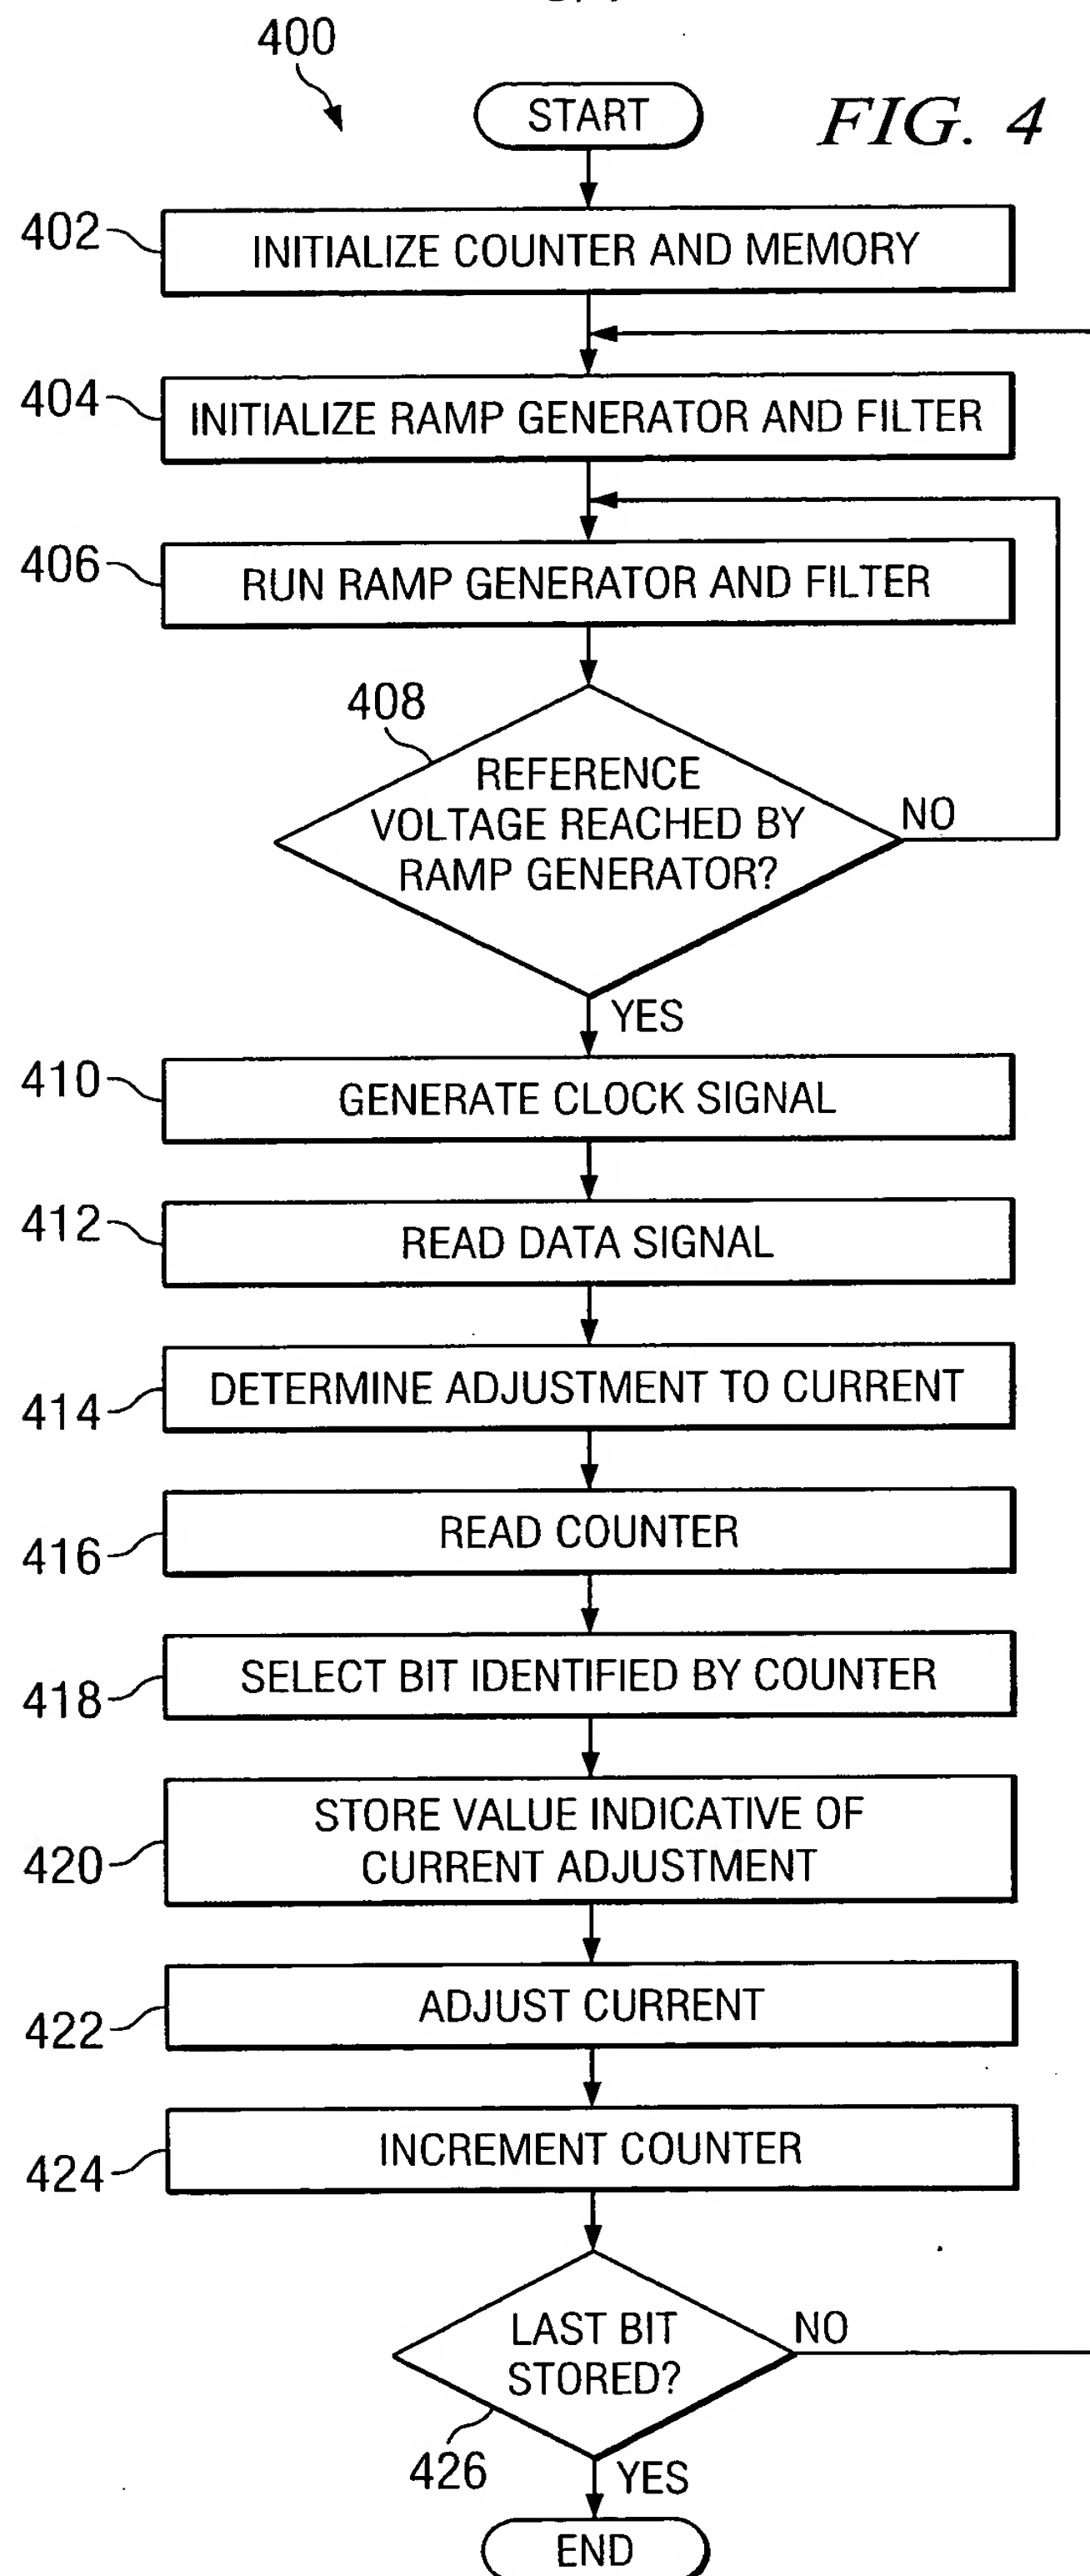 400
START
FIG. 4
402
INITIALIZE COUNTER AND MEMORY
404
INITIALIZE RAMP GENERATOR AND FILTER
406
RUN RAMP GENERATOR AND FILTER
408
REFERENCE
VOLTAGE REACHED BY
RAMP GENERATOR?
NO
YES
410
GENERATE CLOCK SIGNAL
412
READ DATA SIGNAL
414
DETERMINE ADJUSTMENT TO CURRENT
416
READ COUNTER
418
SELECT BIT IDENTIFIED BY COUNTER
420
STORE VALUE INDICATIVE OF
CURRENT ADJUSTMENT
422
ADJUST CURRENT
424
INCREMENT COUNTER
LAST BIT
STORED?
NO
426
YES
END